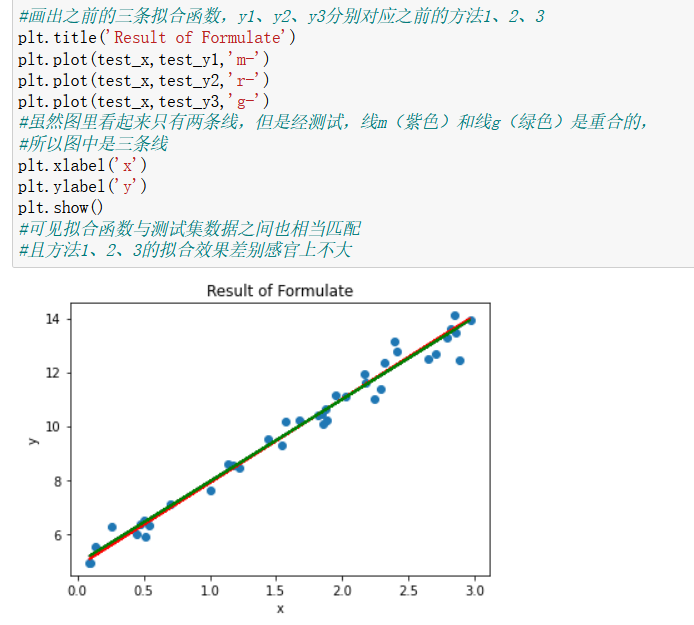 #画出之前的三条拟合函数，y1、y2、y3分别对应之前的方法1、2、3
plt.title('Result of Formulate')
plt.plot(test_x,test_y1,'m-')
plt.plot(test_x,test_y2,'r-')
plt.plot(test_x,test_y3,'g-')
#虽然图里看起来只有两条线，但是经测试，线m（紫色）和线g（绿色）是重合的，
#所以图中是三条线
plt.xlabel('x')
plt.ylabel('y')
plt.show()
#可见拟合函数与测试集数据之间也相当匹配
#且方法1、2、3的拟合效果差别感官上不大
Result of Formulate
14
12
10
8
6
y
0.0 0.5 1.0 1.5 2.0 2.5 3.0
x